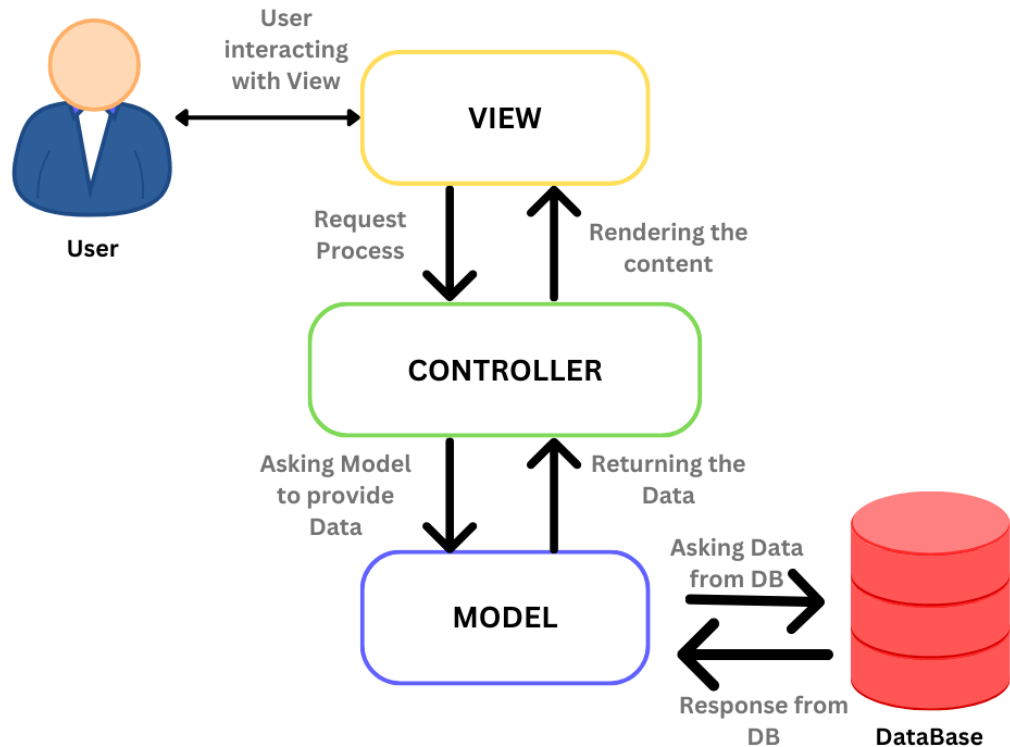 User
interacting
with View
VIEW
User
Request
Process
Rendering the
content
CONTROLLER
Asking Model
to provide
Data
Returning the
Data
Asking Data
from DB
MODEL
Response from
DB
DataBase